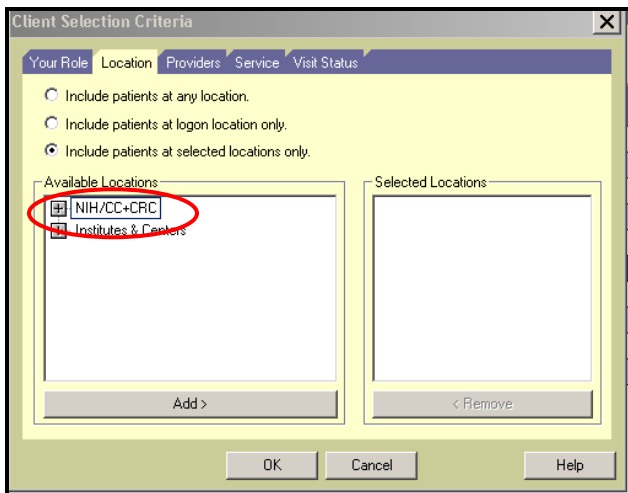 Client Selection Criteria
Your Role Location Providers Service Visit Status
Include patients at any location.
Include patients at logon location only.
Include patients at selected locations only.
Available Locations Selected Locations
NIH/CC+CRC
Institutes & Centers
Add > < Remove
OK Cancel Help